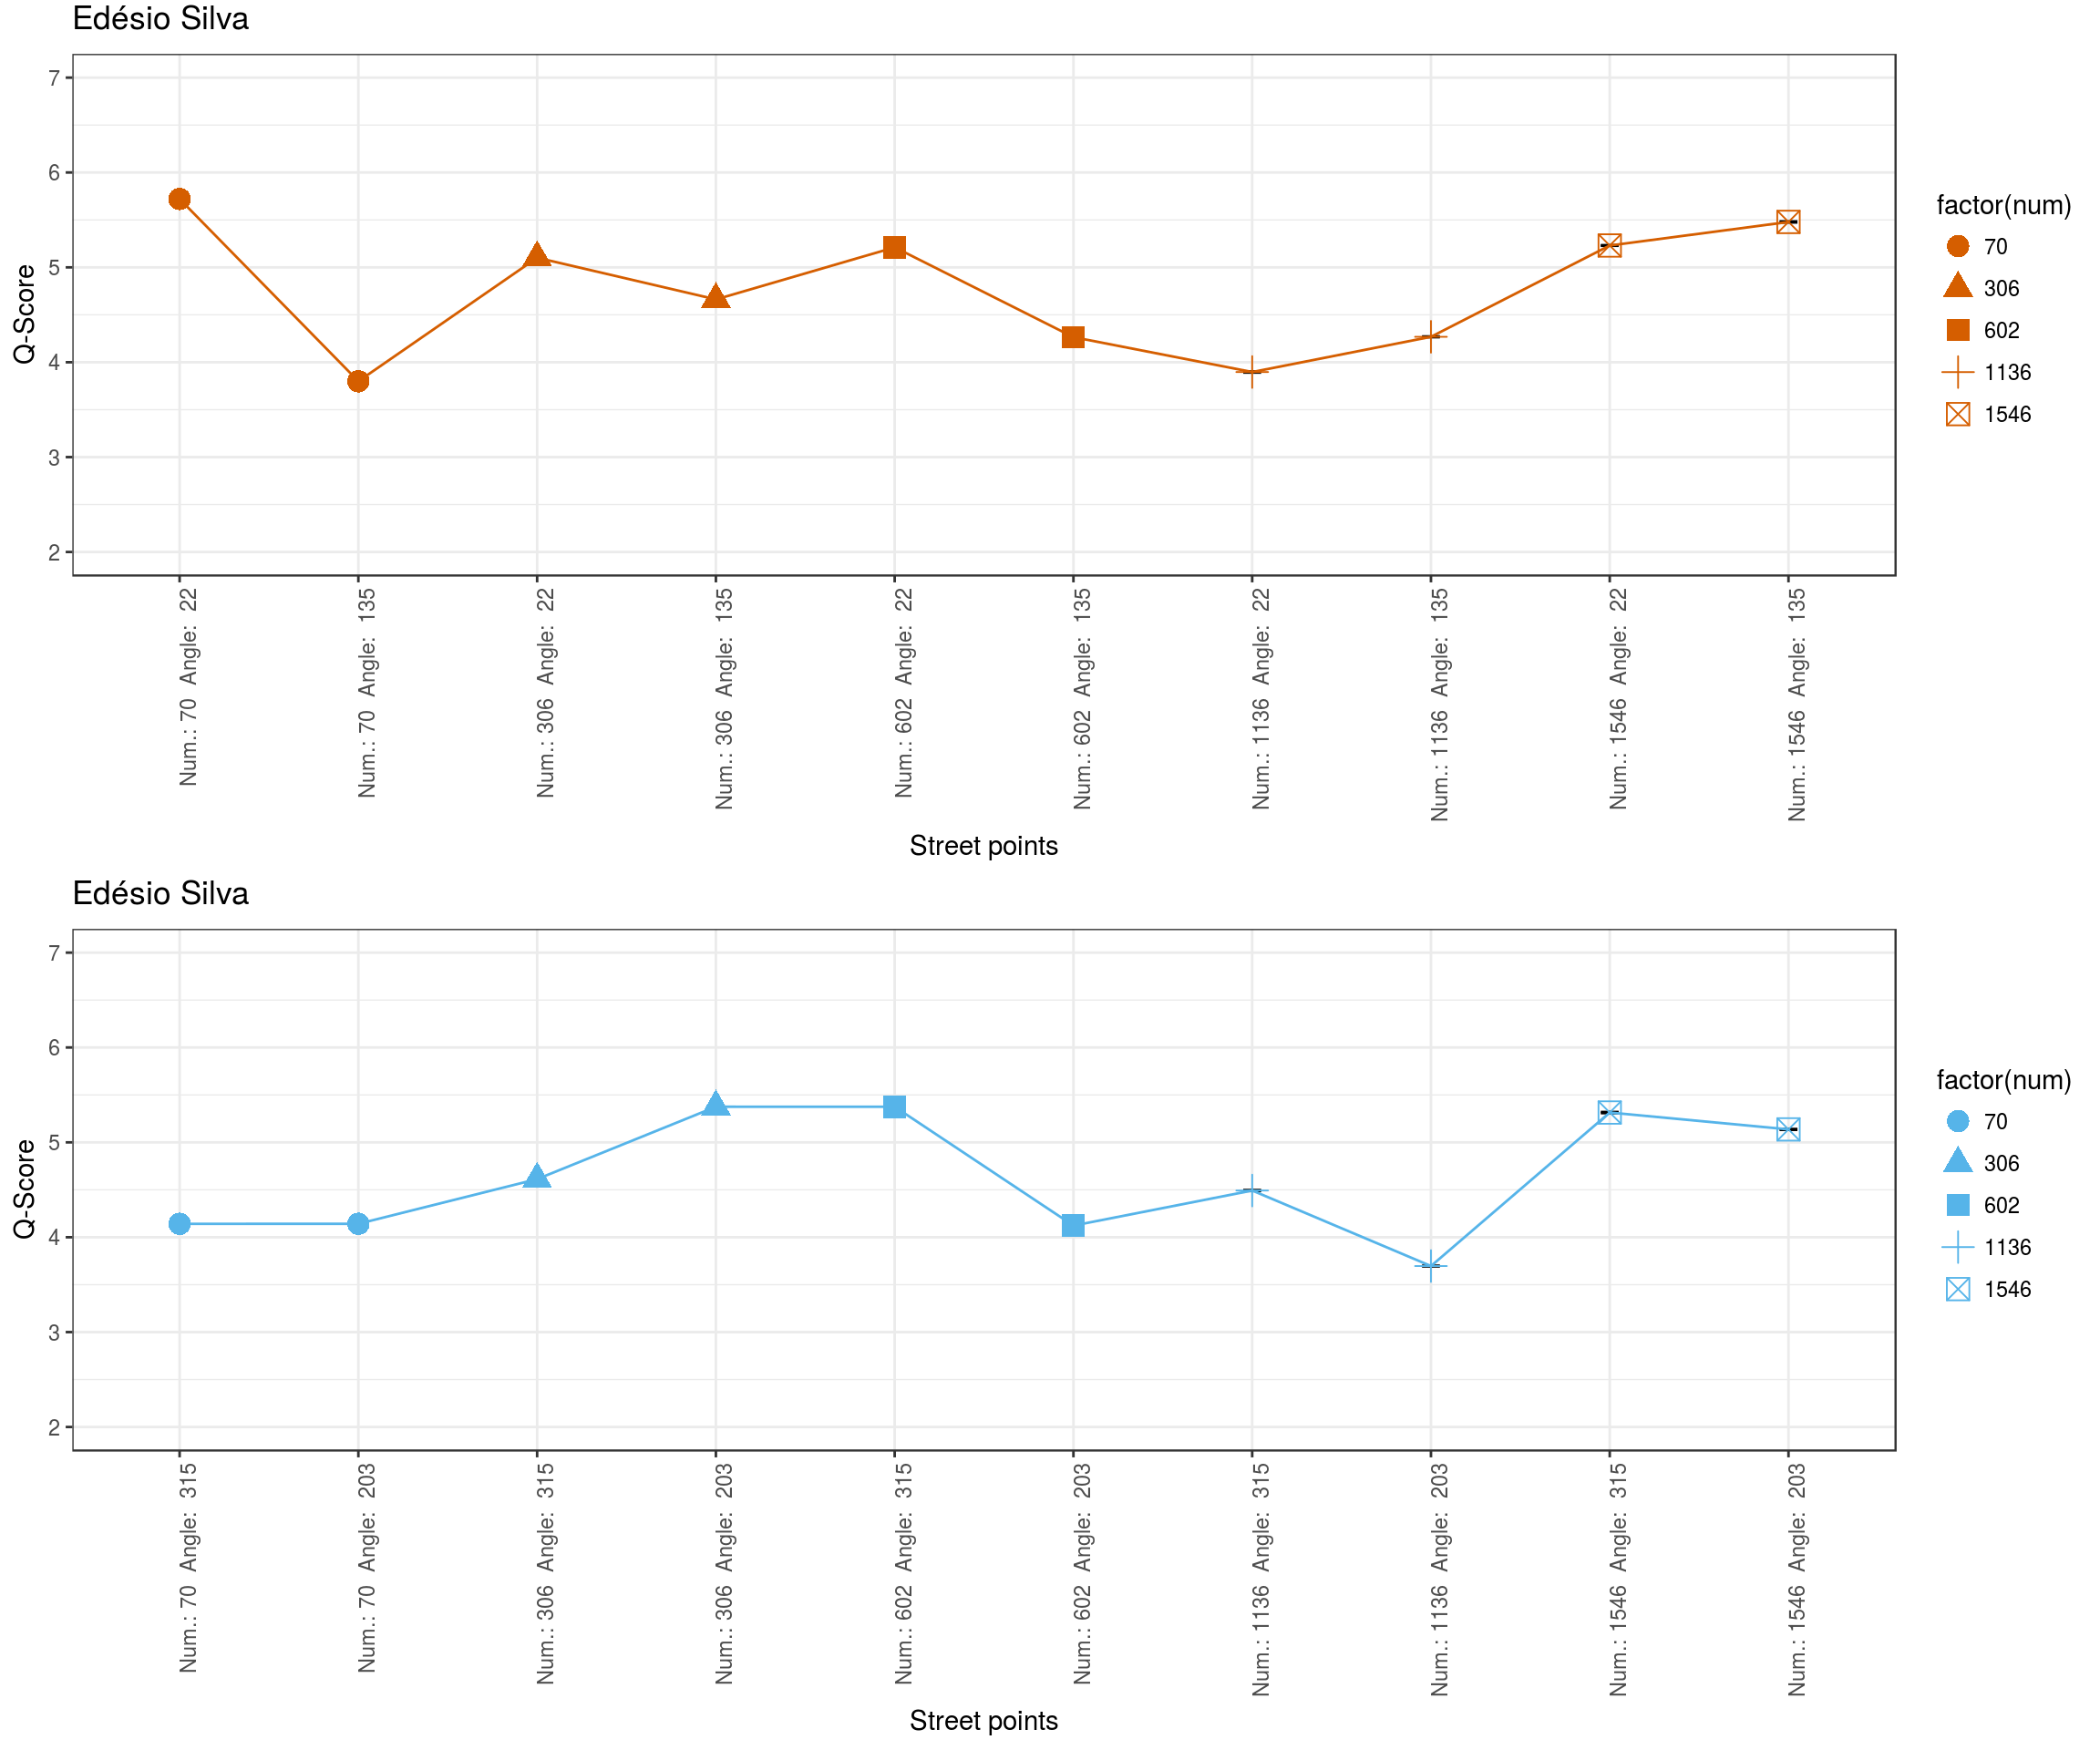 Edésio Silva
7
6
5
4
3
2
Q-Score
Num.: 70 Angle: 22
Num.: 70 Angle: 135
Num.: 306 Angle: 22
Num.: 306 Angle: 135
Num.: 602 Angle: 22
Num.: 602 Angle: 135
Num.: 1136 Angle: 22
Num.: 1136 Angle: 135
Num.: 1546 Angle: 22
Num.: 1546 Angle: 135
Street points
factor(num)
70
306
602
1136
1546
Edésio Silva
7
6
5
4
3
2
Q-Score
Num.: 70 Angle: 315
Num.: 70 Angle: 203
Num.: 306 Angle: 315
Num.: 306 Angle: 203
Num.: 602 Angle: 315
Num.: 602 Angle: 203
Num.: 1136 Angle: 315
Num.: 1136 Angle: 203
Num.: 1546 Angle: 315
Num.: 1546 Angle: 203
Street points
factor(num)
70
306
602
1136
1546